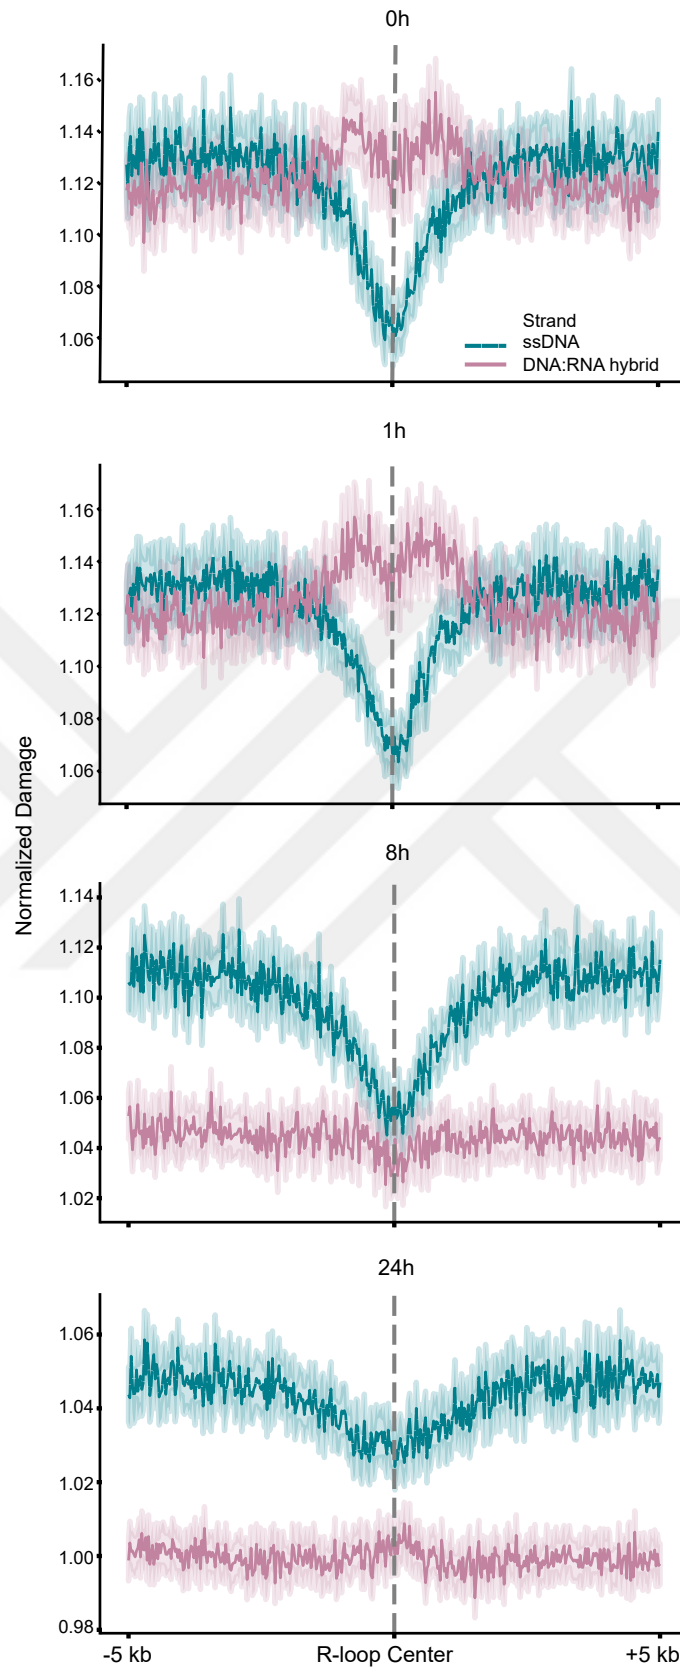 0h
1.16
1.14
1.12
1.10
1.08
1.06
Strand
ssDNA
DNA:RNA hybrid
1h
1.16
1.14
1.12
1.10
1.08
1.06
Normalized Damage
8h
1.14
1.12
1.10
1.08
1.06
1.04
1.02
24h
1.06
1.04
1.02
1.00
0.98
-5 kb R-loop Center +5 kb